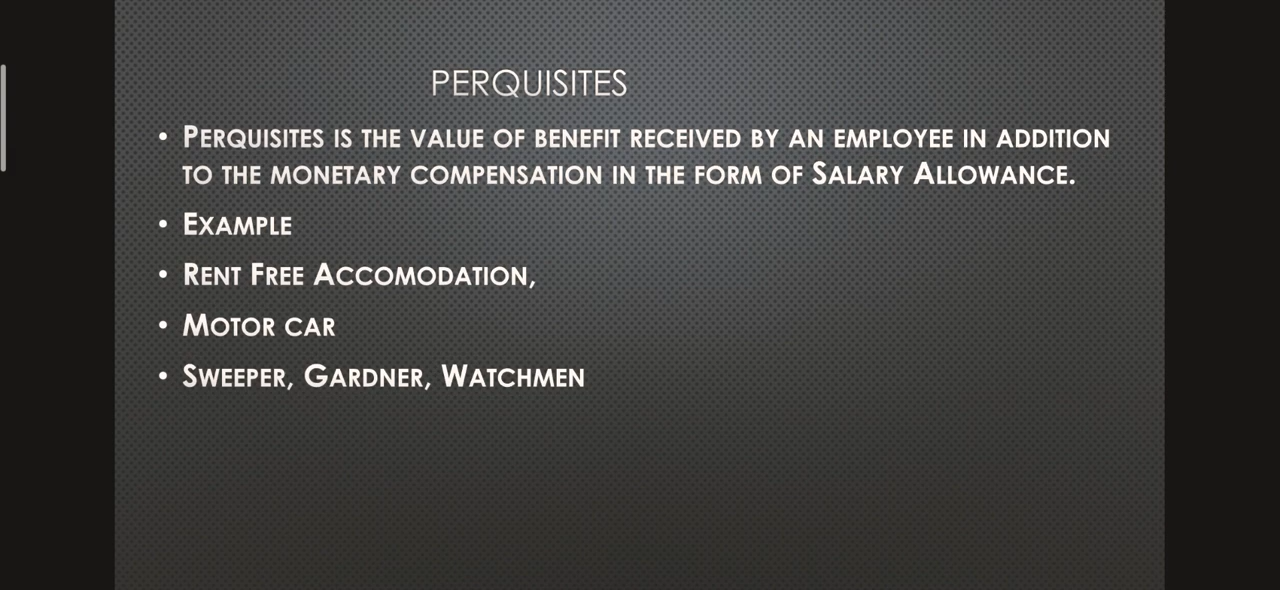 PERQUISITES
• PERQUISITES IS THE VALUE OF BENEFIT RECEIVED BY AN EMPLOYEE IN ADDITION
TO THE MONETARY COMPENSATION IN THE FORM OF SALARY ALLOWANCE.
• EXAMPLE
• RENT FREE ACCOMODATION,
• MOTOR CAR
• SWEEPER, GARDNER, WATCHMEN